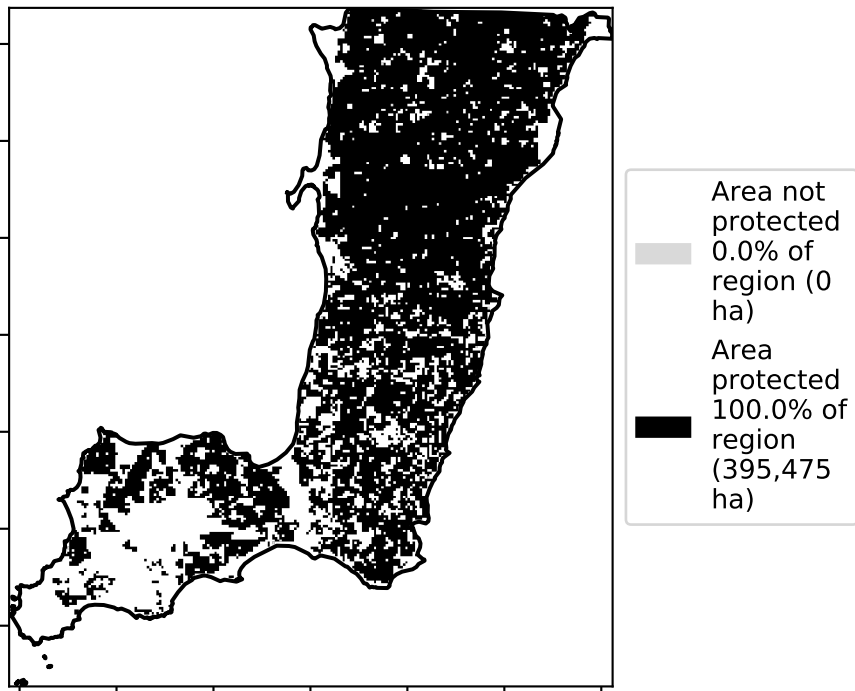 Area not
protected
0.0% of
region (0
ha)
Area
protected
100.0% of
region
(395,475
ha)